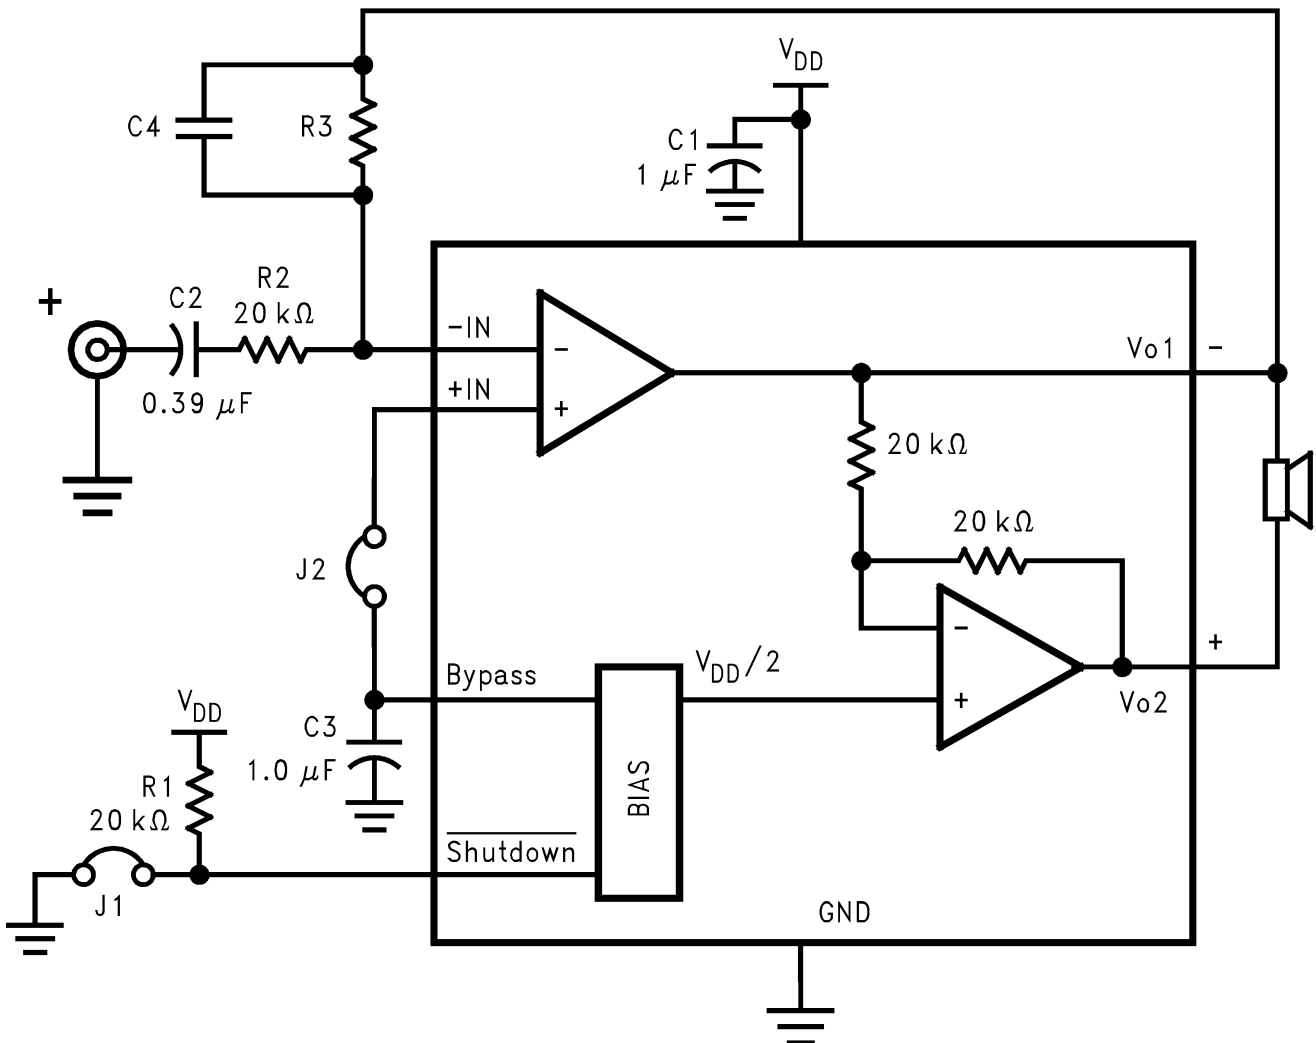 V_DD
C4
R3
C1
1 μF
R2
20 kΩ
C2
+
0.39 μF
-IN
+IN
-
+
Vo1
-
20 kΩ
20 kΩ
J2
-
+
Bypass
V_DD/2
+
Vo2
V_DD
C3
1.0 μF
R1
20 kΩ
BIAS
Shutdown
J1
GND